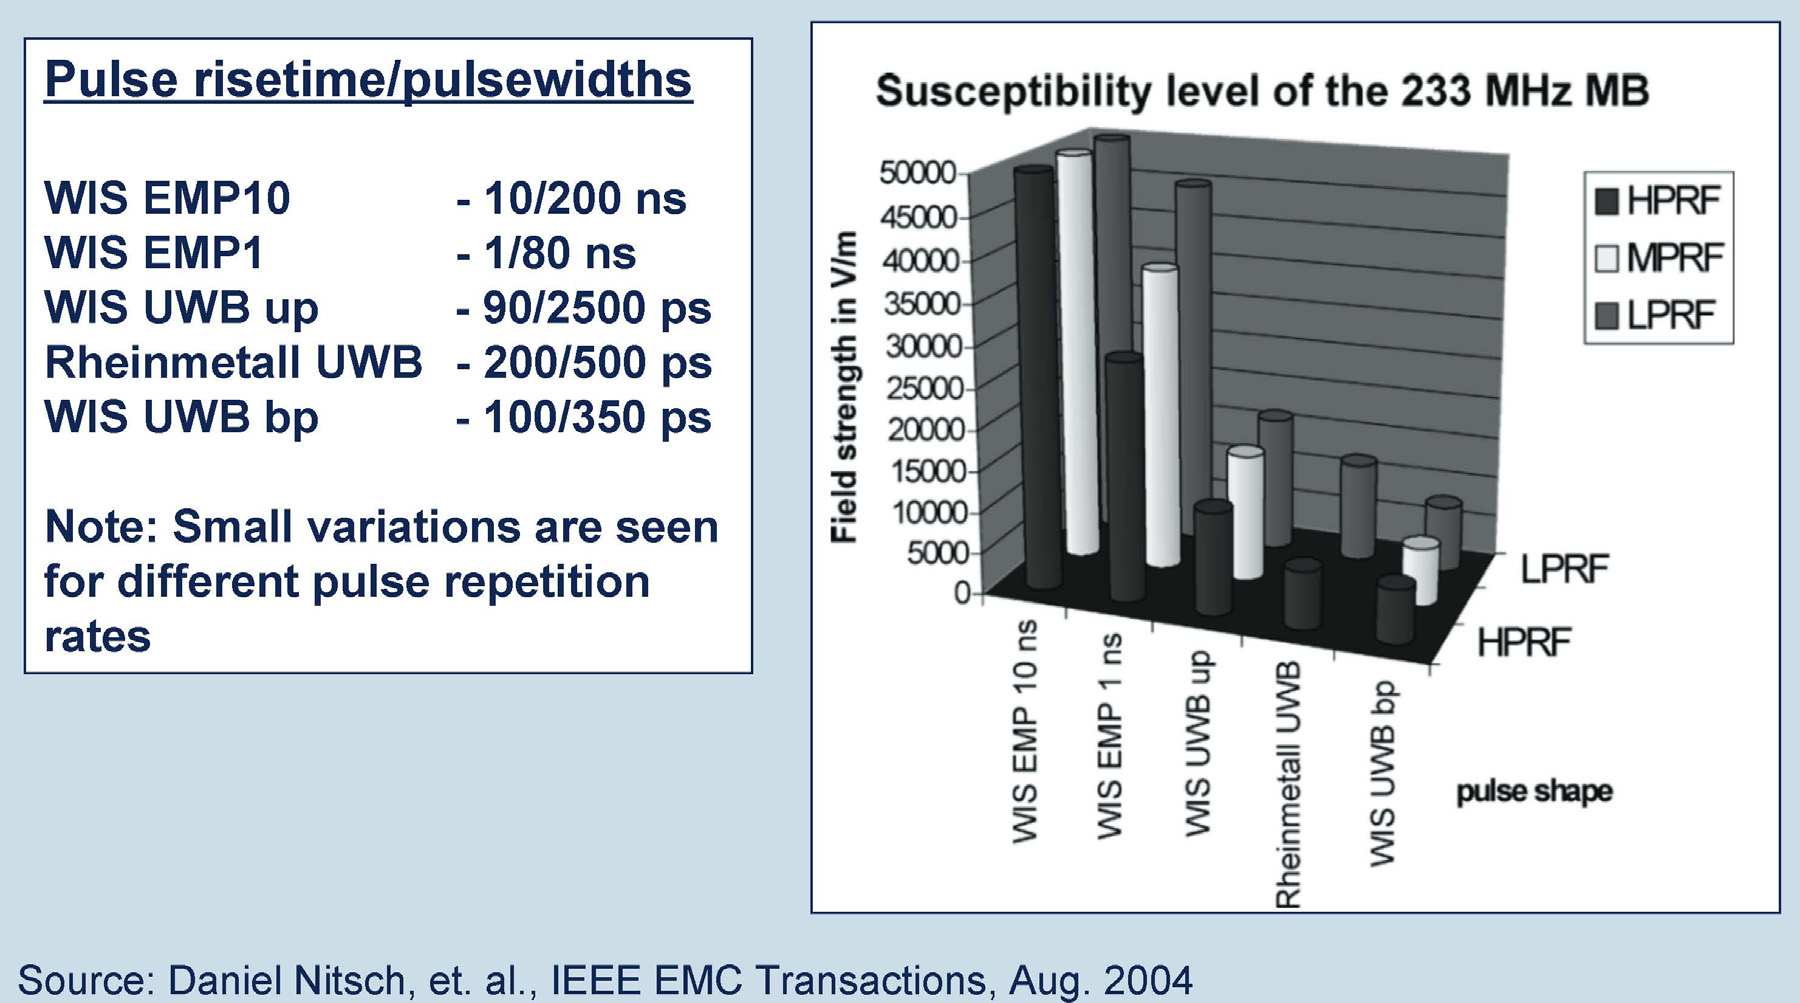 Pulse risetime/pulsewidths
WIS EMP10 - 10/200 ns
WIS EMP1 - 1/80 ns
WIS UWB up - 90/2500 ps
Rheinmetall UWB - 200/500 ps
WIS UWB bp - 100/350 ps
Note: Small variations are seen
for different pulse repetition
rates
Susceptibility level of the 233 MHz MB
Field strength in V/m
50000
45000
40000
35000
30000
25000
20000
15000
10000
5000
0
WIS EMP 10 ns
WIS EMP 1 ns
WIS UWB up
Rheinmetall UWB
WIS UWB bp
pulse shape
LPRF
HPRF
HPRF
MPRF
LPRF
Source: Daniel Nitsch, et. al., IEEE EMC Transactions, Aug. 2004